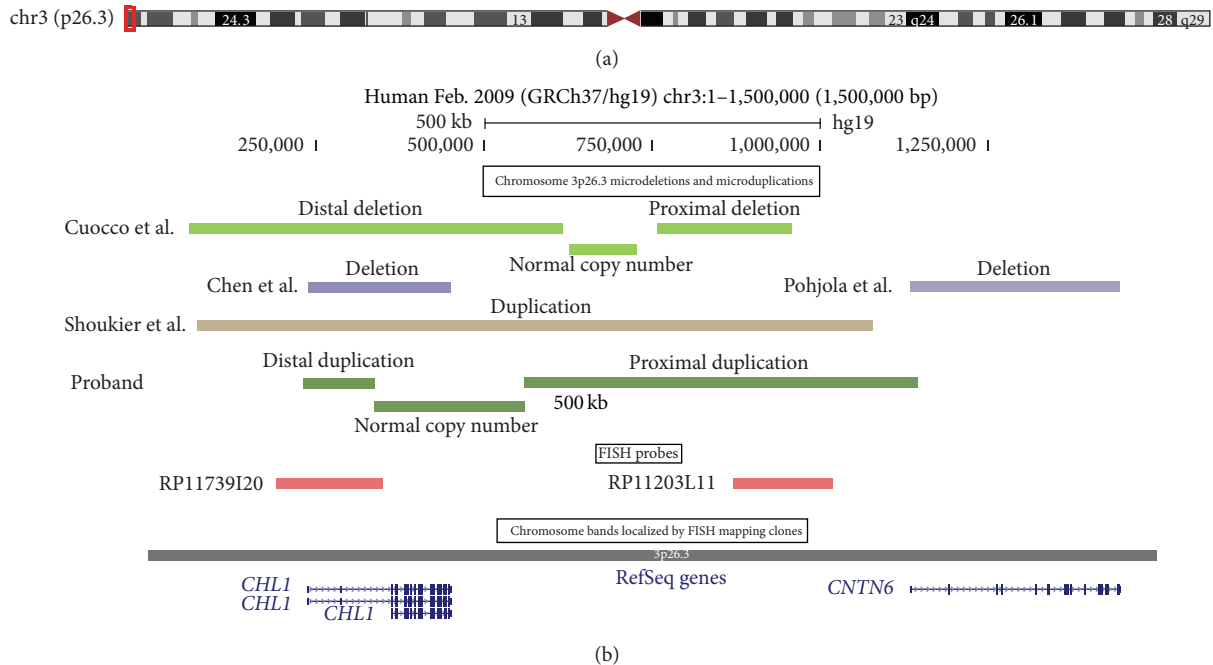 chr3 (p26.3) 24.3 13 23 q24 26.1 28 q29
(a)
Human Feb. 2009 (GRCh37/hg19) chr3:1–1,500,000 (1,500,000 bp)
500 kb hg19
250,000 500,000 750,000 1,000,000 1,250,000
Chromosome 3p26.3 microdeletions and microduplications
Distal deletion Proximal deletion
Cuocco et al.
Normal copy number
Deletion Deletion
Chen et al. Pohjola et al.
Duplication
Shoukier et al.
Distal duplication Proximal duplication
Proband
500 kb
Normal copy number
FISH probes
RP11739I20 RP11203L11
Chromosome bands localized by FISH mapping clones
3p26.3
RefSeq genes
CHL1 CNTN6
CHL1
CHL1
(b)